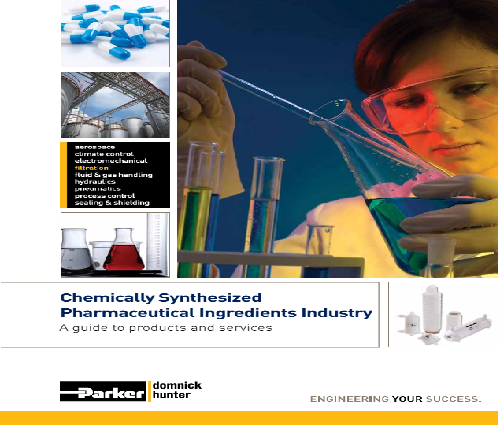 aerospace
climate control
electromechanical
filtration
fluid & gas handling
hydraulics
pneumatics
process control
sealing & shielding
Chemically Synthesized
Pharmaceutical Ingredients Industry
A guide to products and services
Parker
domnick
hunter
ENGINEERING YOUR SUCCESS.